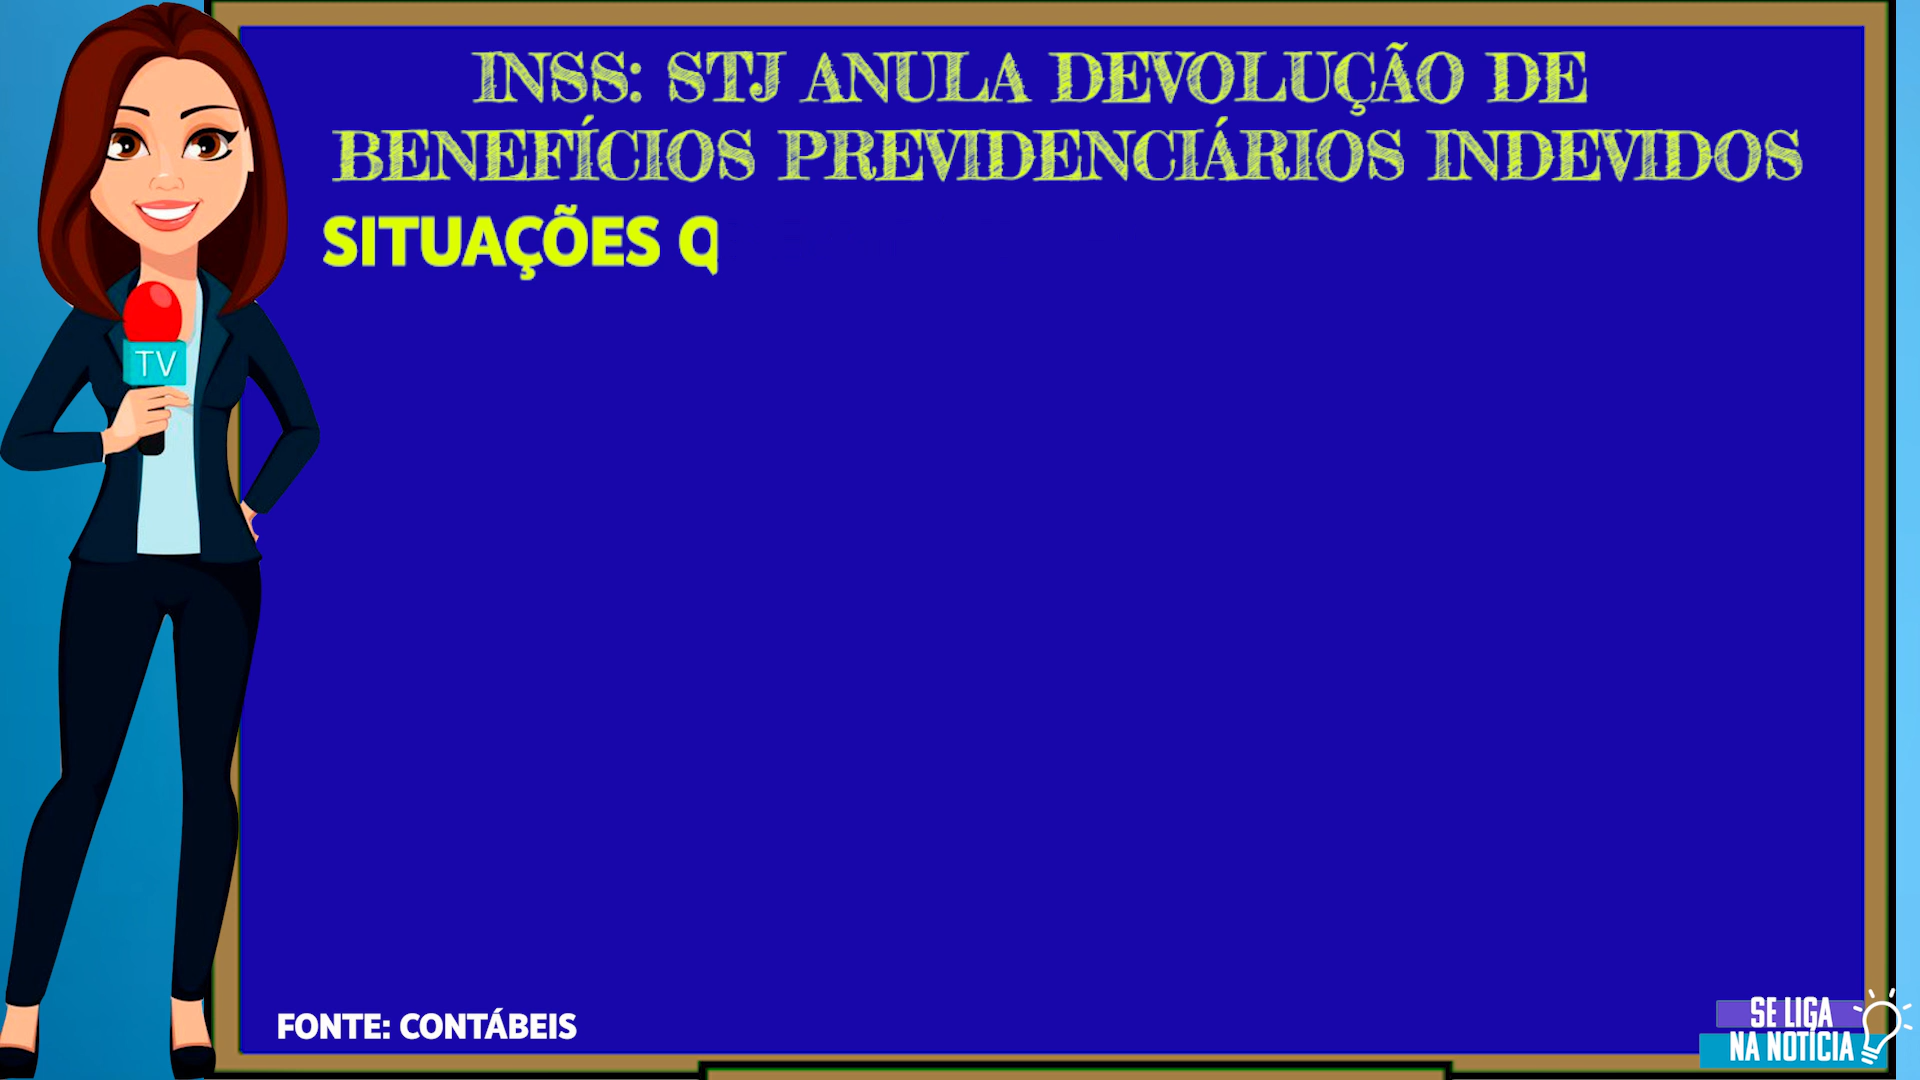 INSS: STJ ANULA DEVOLUÇÃO DE
BENEFÍCIOS PREVIDENCIÁRIOS INDEVIDOS
SITUAÇÕES Q
TV
FONTE: CONTÁBEIS
SE LIGA
NA NOTÍCIA